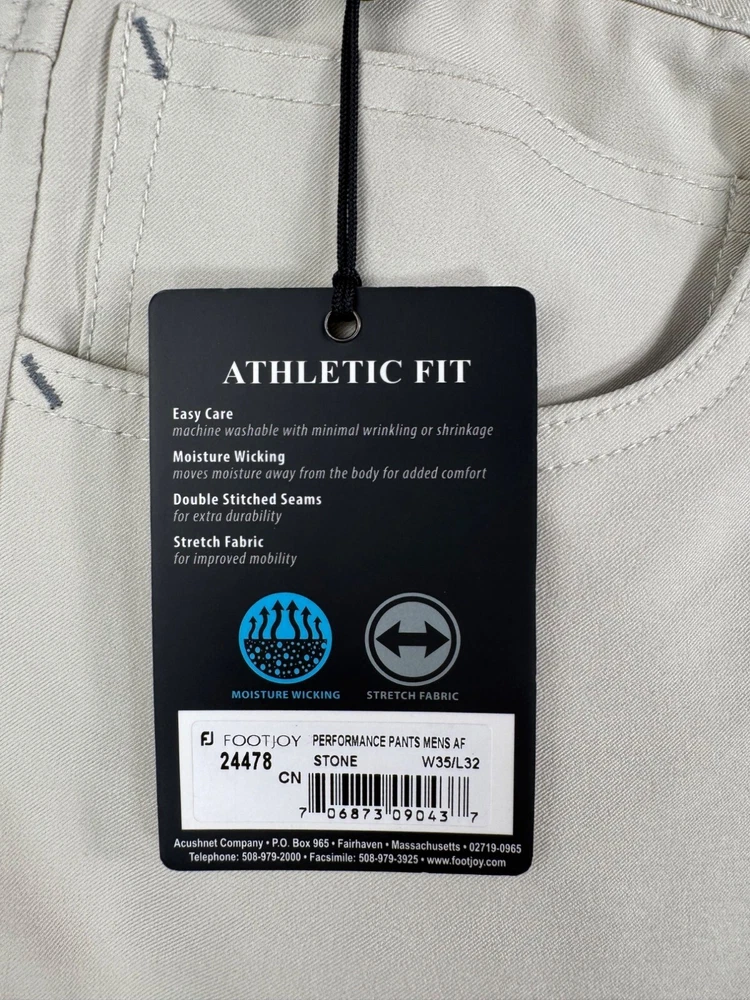 ATHLETIC FIT
Easy Care
machine washable with minimal wrinkling or shrinkage
Moisture Wicking
moves moisture away from the body for added comfort
Double Stitched Seams
for extra durability
Stretch Fabric
for improved mobility
MOISTURE WICKING STRETCH FABRIC
FJ FOOTJOY PERFORMANCE PANTS MENS AF
24478 STONE W35/L32
CN
7 06873 09043 7
Acushnet Company • P.O. Box 965 • Fairhaven • Massachusetts • 02719-0965
Telephone: 508-979-2000 • Facsimile: 508-979-3925 • www.footjoy.com